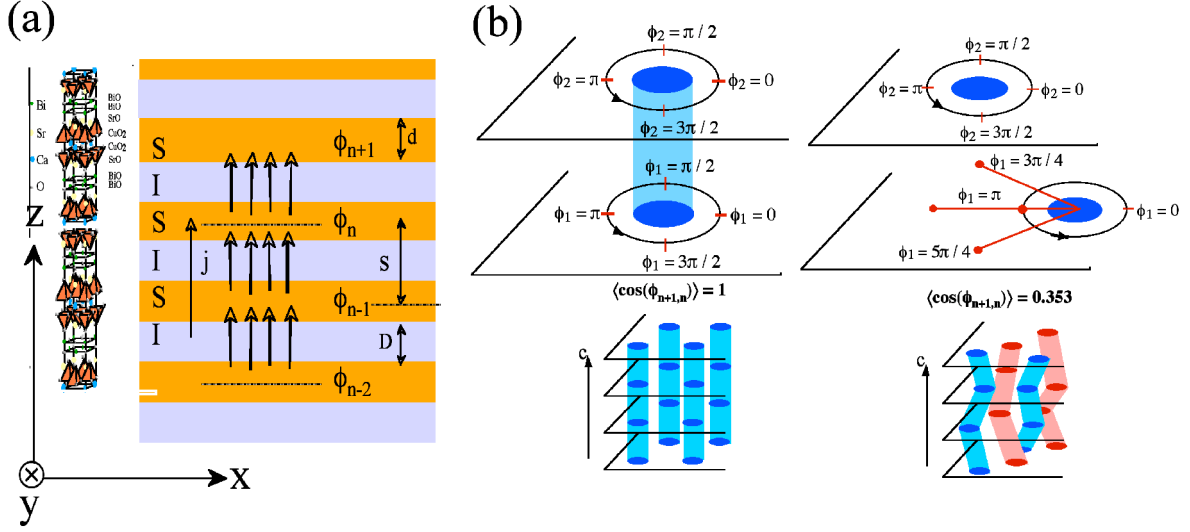 (a)
Bi
Sr
Ca
O
BiO
BiO
SrO
CuO2
CuO2
SrO
BiO
BiO
z
y
x
S
I
S
I
S
I
j
d
s
D
ϕn+1
ϕn
ϕn-1
ϕn-2
(b)
ϕ2 = π / 2
ϕ2 = π
ϕ2 = 0
ϕ2 = 3π / 2
ϕ1 = π / 2
ϕ1 = π
ϕ1 = 0
ϕ1 = 3π / 2
⟨cos(ϕn+1,n)⟩ = 1
c
ϕ2 = π / 2
ϕ2 = π
ϕ2 = 0
ϕ2 = 3π / 2
ϕ1 = 3π / 4
ϕ1 = π
ϕ1 = 0
ϕ1 = 5π / 4
⟨cos(ϕn+1,n)⟩ = 0.353
c